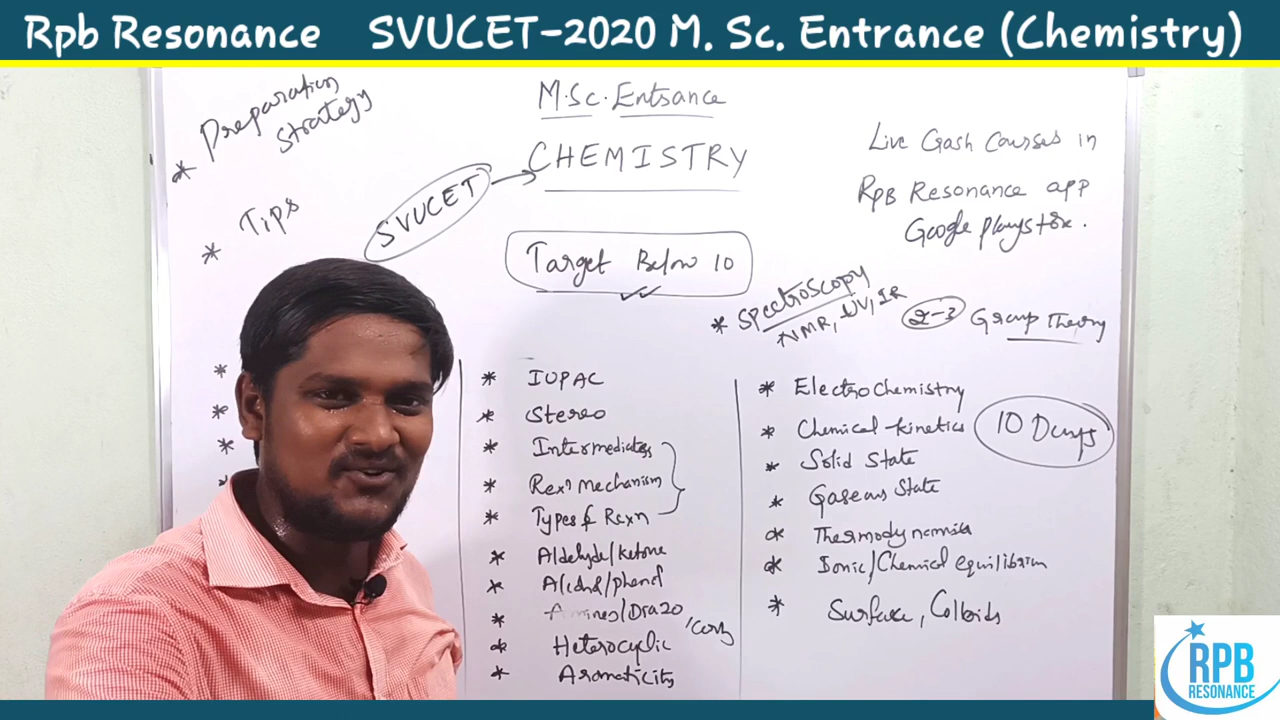 Rpb Resonance SVUCET-2020 M. Sc. Entrance (Chemistry)
* Preparation
Strategy
* Tips
M.Sc. Entrance
CHEMISTRY
SVUCET
Target Below 10
Live Crash Courses in
Rpb Resonance app
Google playstore.
* Spectroscopy
NMR, UV, IR
2-3 Group Theory
*
*
*
*
* IUPAC
* Stereo
* Intermediates
* Rexn Mechanism
* Types of Rexn
* Aldehyde/ketone
* Alcohol/phenol
* Amines/Diazo
* Heterocyclic
* Aromaticity
* ElectroChemistry
* Chemical-kinetics
* Solid State
* Gaseous State
* Thermodynamics
* Ionic/Chemical equilibrium
* Surface, Colloids
10 Days
RPB
RESONANCE